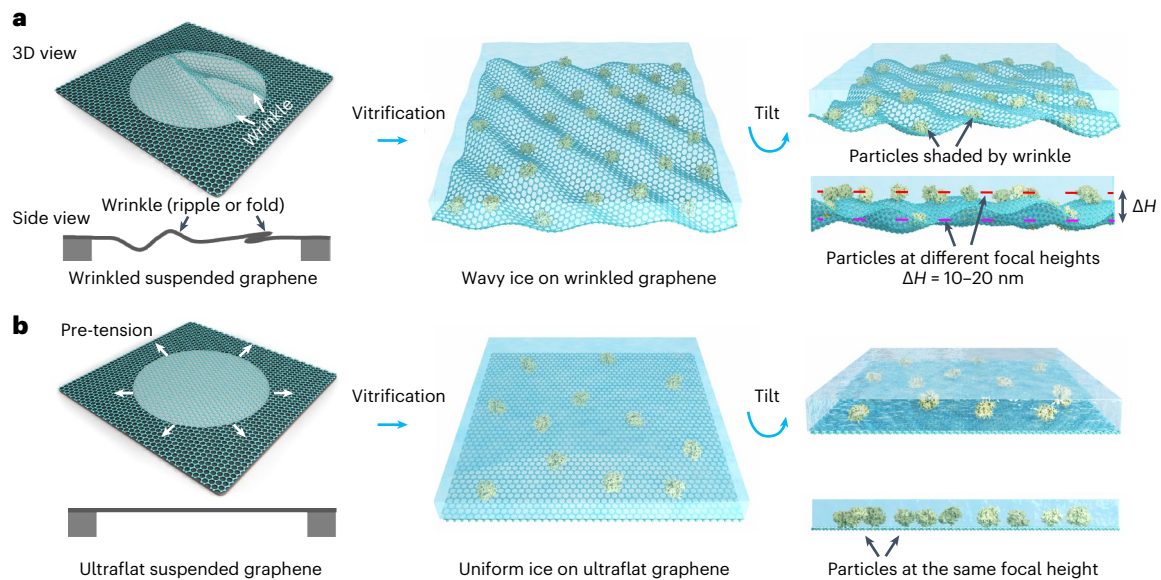 a
3D view
Wrinkle
Side view
Wrinkle (ripple or fold)
Wrinkled suspended graphene
Vitrification
Wavy ice on wrinkled graphene
Tilt
Particles shaded by wrinkle
ΔH
Particles at different focal heights
ΔH = 10–20 nm
b
Pre-tension
Ultraflat suspended graphene
Vitrification
Uniform ice on ultraflat graphene
Tilt
Particles at the same focal height